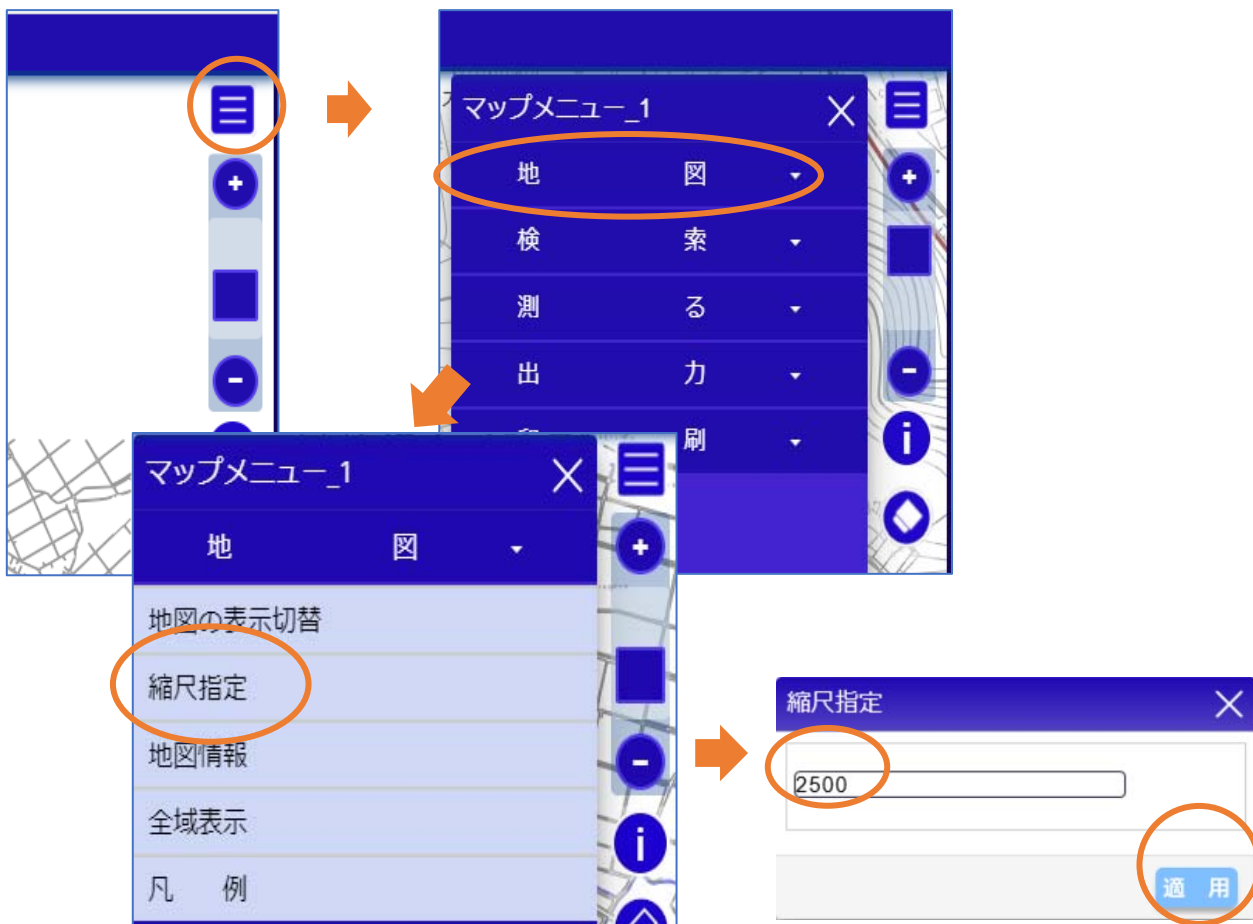 マップメニュー_1
地 図
検 索
測 る
出 力
刷
マップメニュー_1
地 図
地図の表示切替
縮尺指定
地図情報
全域表示
凡 例
縮尺指定
2500
適 用